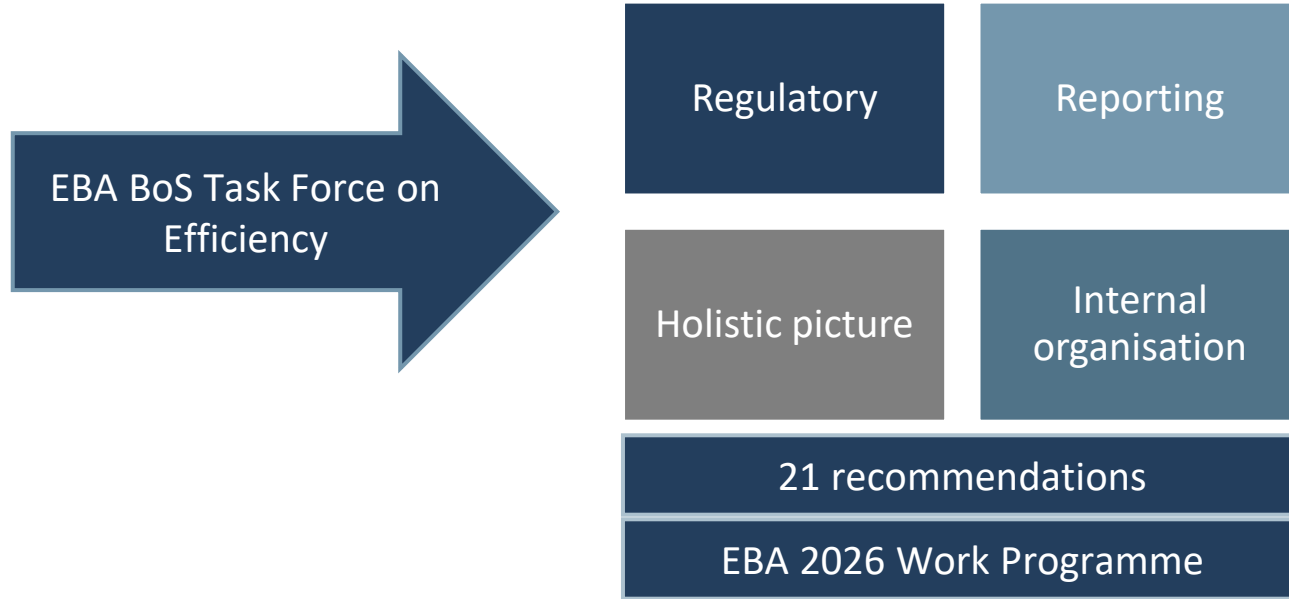 EBA BoS Task Force on
Efficiency
Regulatory
Reporting
Holistic picture
Internal
organisation
21 recommendations
EBA 2026 Work Programme